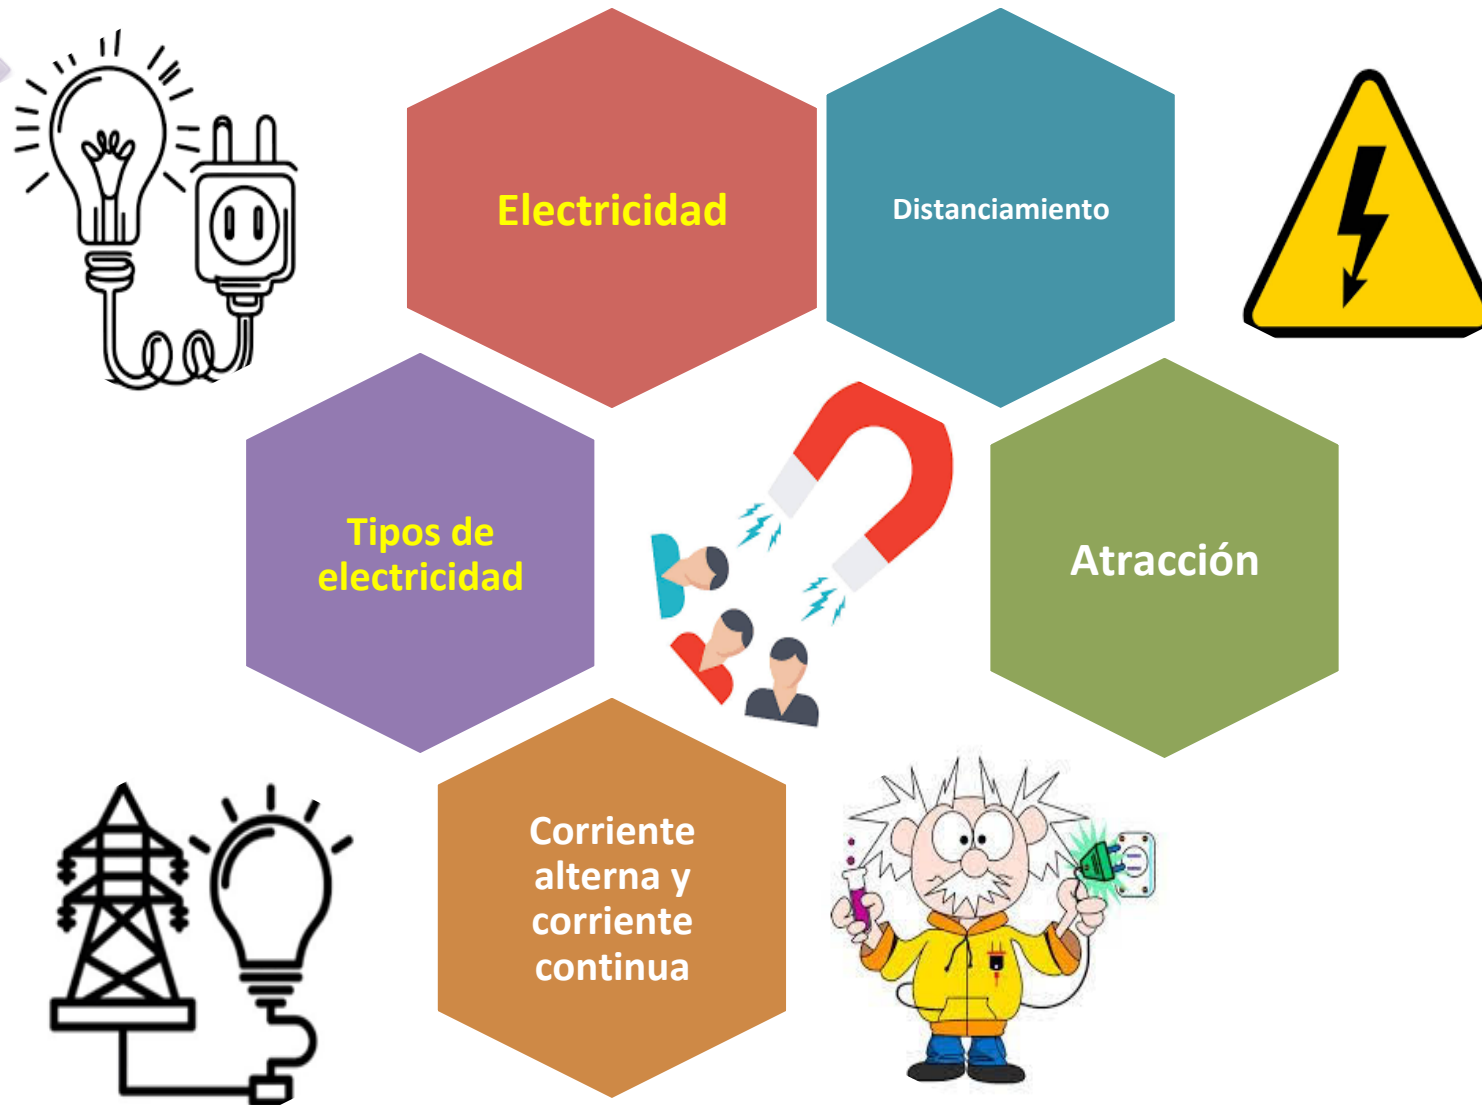 Electricidad
Distanciamiento
Tipos de
electricidad
Atracción
Corriente
alterna y
corriente
continua